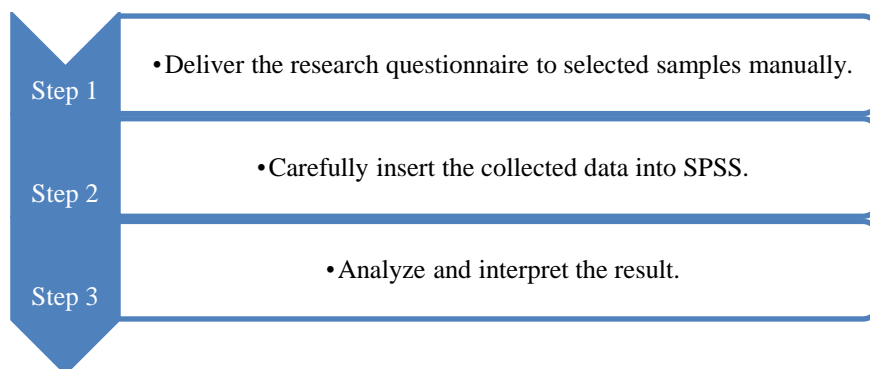 •Deliver the research questionnaire to selected samples manually.
Step 1
•Carefully insert the collected data into SPSS.
Step 2
•Analyze and interpret the result.
Step 3